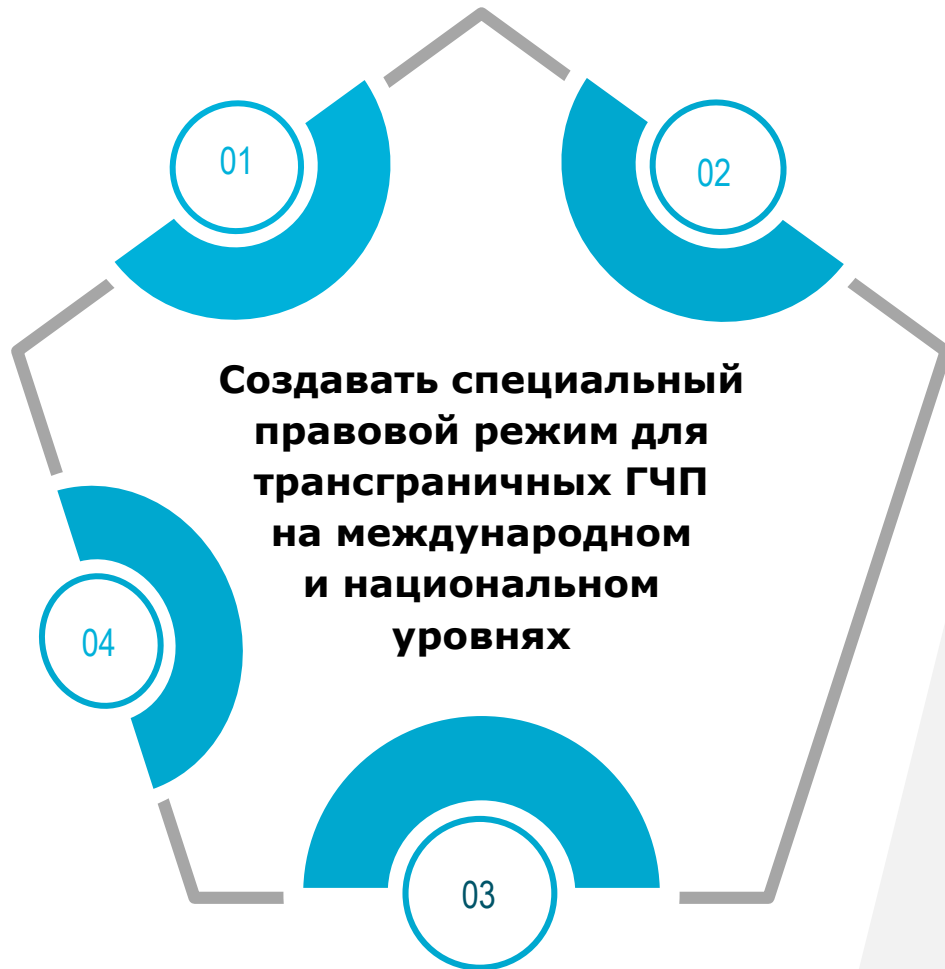 01
02
Создавать специальный
правовой режим для
трансграничных ГЧП
на международном
и национальном
уровнях
04
03